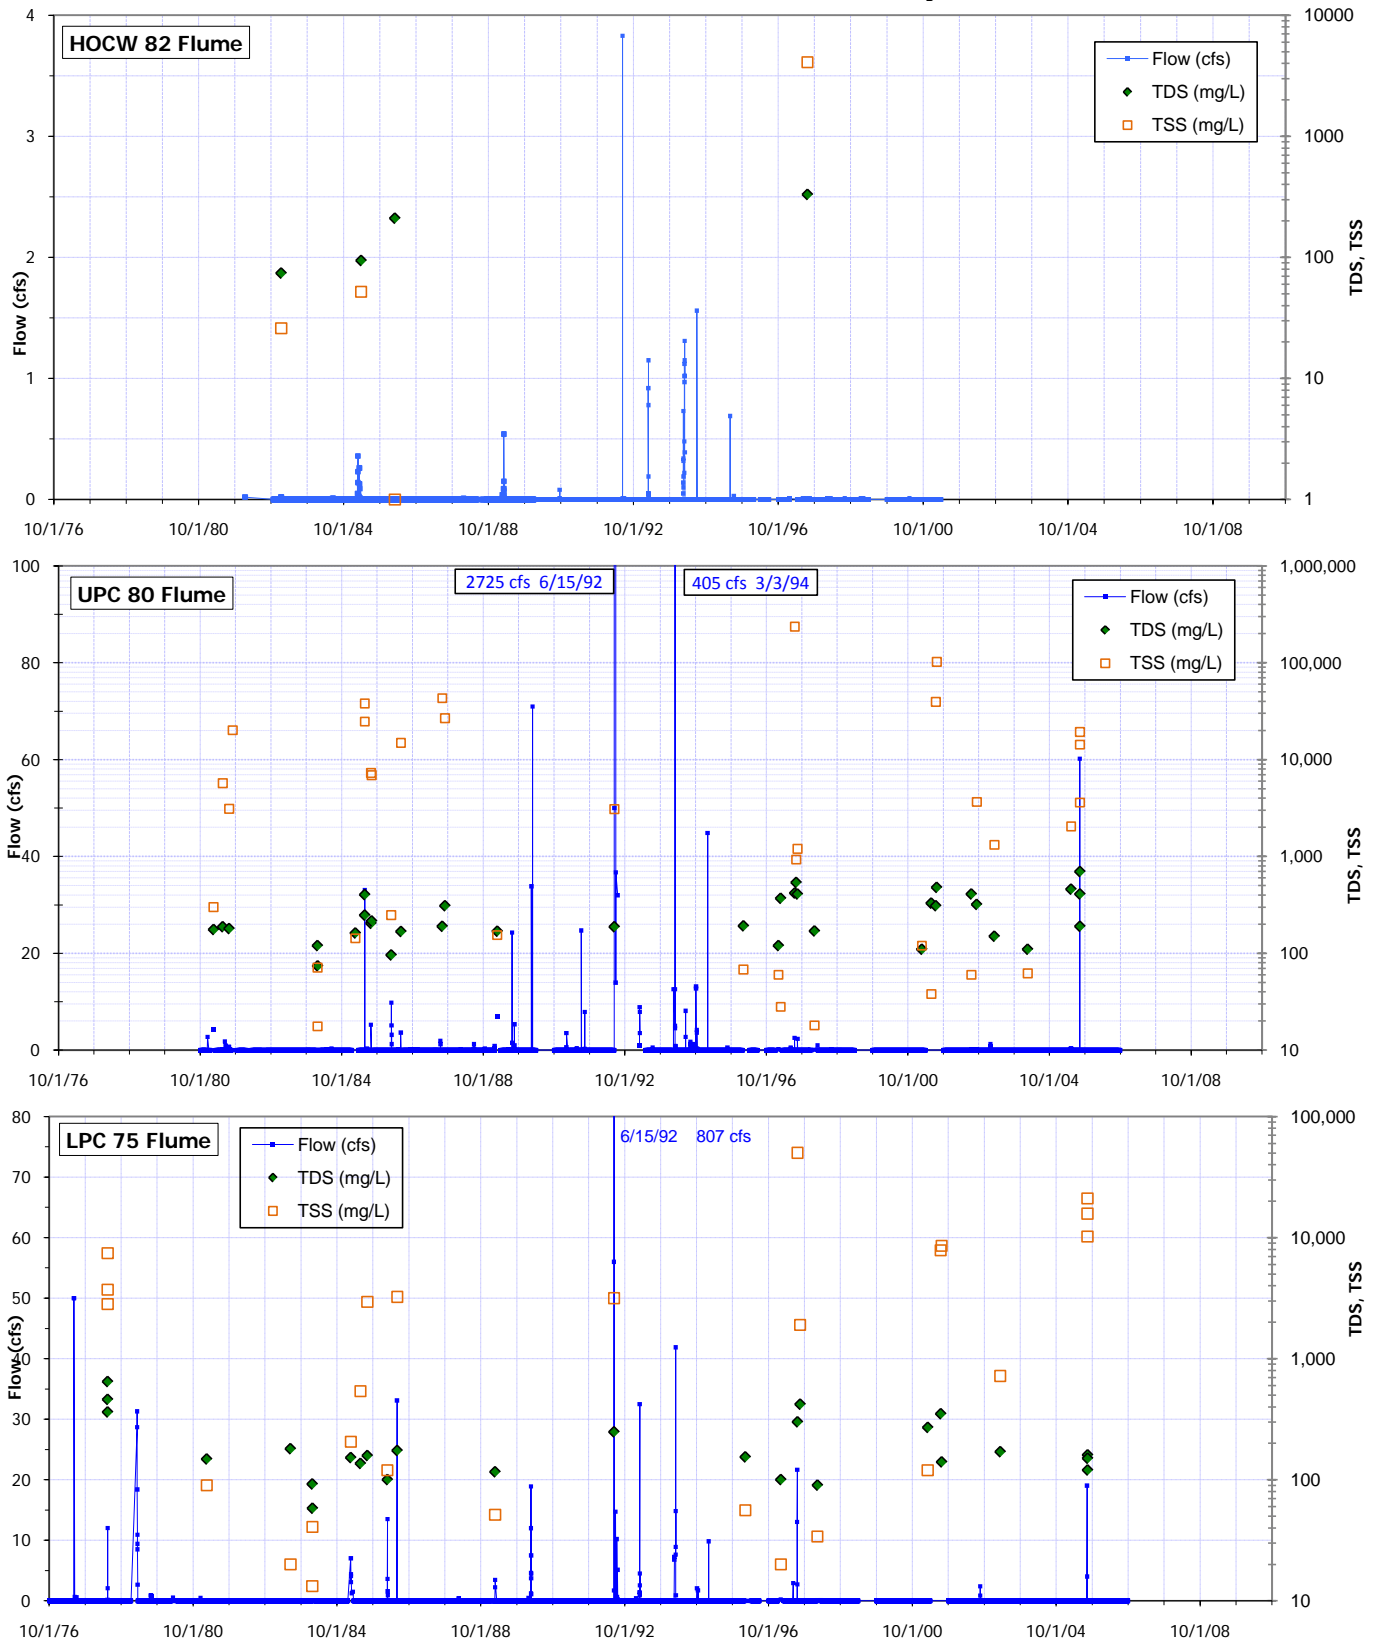 HOCW 82 Flume
Flow (cfs)
TDS (mg/L)
TSS (mg/L)
4
3
2
1
0
Flow (cfs)
10000
1000
100
10
1
TDS, TSS
10/1/76 10/1/80 10/1/84 10/1/88 10/1/92 10/1/96 10/1/00 10/1/04 10/1/08
UPC 80 Flume
2725 cfs 6/15/92
405 cfs 3/3/94
Flow (cfs)
TDS (mg/L)
TSS (mg/L)
100
80
60
40
20
0
Flow (cfs)
1,000,000
100,000
10,000
1,000
100
10
TDS, TSS
10/1/76 10/1/80 10/1/84 10/1/88 10/1/92 10/1/96 10/1/00 10/1/04 10/1/08
LPC 75 Flume
Flow (cfs)
TDS (mg/L)
TSS (mg/L)
6/15/92 807 cfs
80
70
60
50
40
30
20
10
0
Flow (cfs)
100,000
10,000
1,000
100
10
TDS, TSS
10/1/76 10/1/80 10/1/84 10/1/88 10/1/92 10/1/96 10/1/00 10/1/04 10/1/08